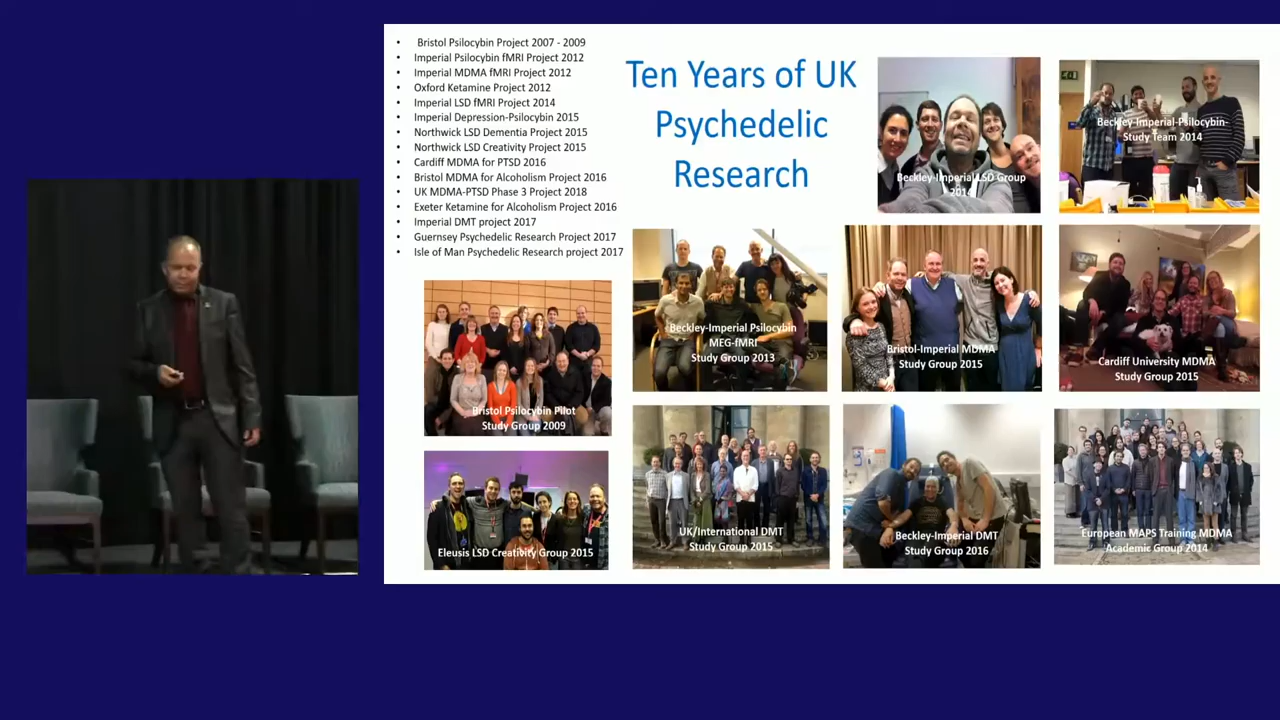 • Bristol Psilocybin Project 2007 - 2009
• Imperial Psilocybin fMRI Project 2012
• Imperial MDMA fMRI Project 2012
• Oxford Ketamine Project 2012
• Imperial LSD fMRI Project 2014
• Imperial Depression-Psilocybin 2015
• Northwick LSD Dementia Project 2015
• Northwick LSD Creativity Project 2015
• Cardiff MDMA for PTSD 2016
• Bristol MDMA for Alcoholism Project 2016
• UK MDMA-PTSD Phase 3 Project 2018
• Exeter Ketamine for Alcoholism Project 2016
• Imperial DMT project 2017
• Guernsey Psychedelic Research Project 2017
• Isle of Man Psychedelic Research project 2017
Ten Years of UK
Psychedelic
Research
Beckley-Imperial LSD Group
2014
Beckley-Imperial-Psilocybin-
Study Team 2014
Beckley-Imperial Psilocybin
MEG-fMRI
Study Group 2013
Bristol-Imperial MDMA
Study Group 2015
Cardiff University MDMA
Study Group 2015
Bristol Psilocybin Pilot
Study Group 2009
Eleusis LSD Creativity Group 2015
UK/International DMT
Study Group 2015
Beckley-Imperial DMT
Study Group 2016
European MAPS Training MDMA
Academic Group 2014